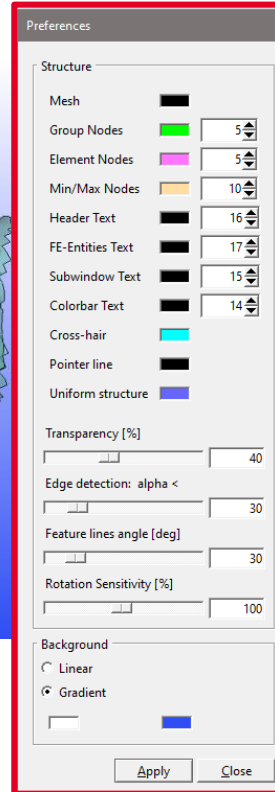 Preferences
Structure
Mesh
Group Nodes 5
Element Nodes 5
Min/Max Nodes 10
Header Text 16
FE-Entities Text 17
Subwindow Text 15
Colorbar Text 14
Cross-hair
Pointer line
Uniform structure
Transparency [%]
40
Edge detection: alpha <
30
Feature lines angle [deg]
30
Rotation Sensitivity [%]
100
Background
Linear
Gradient
Apply Close